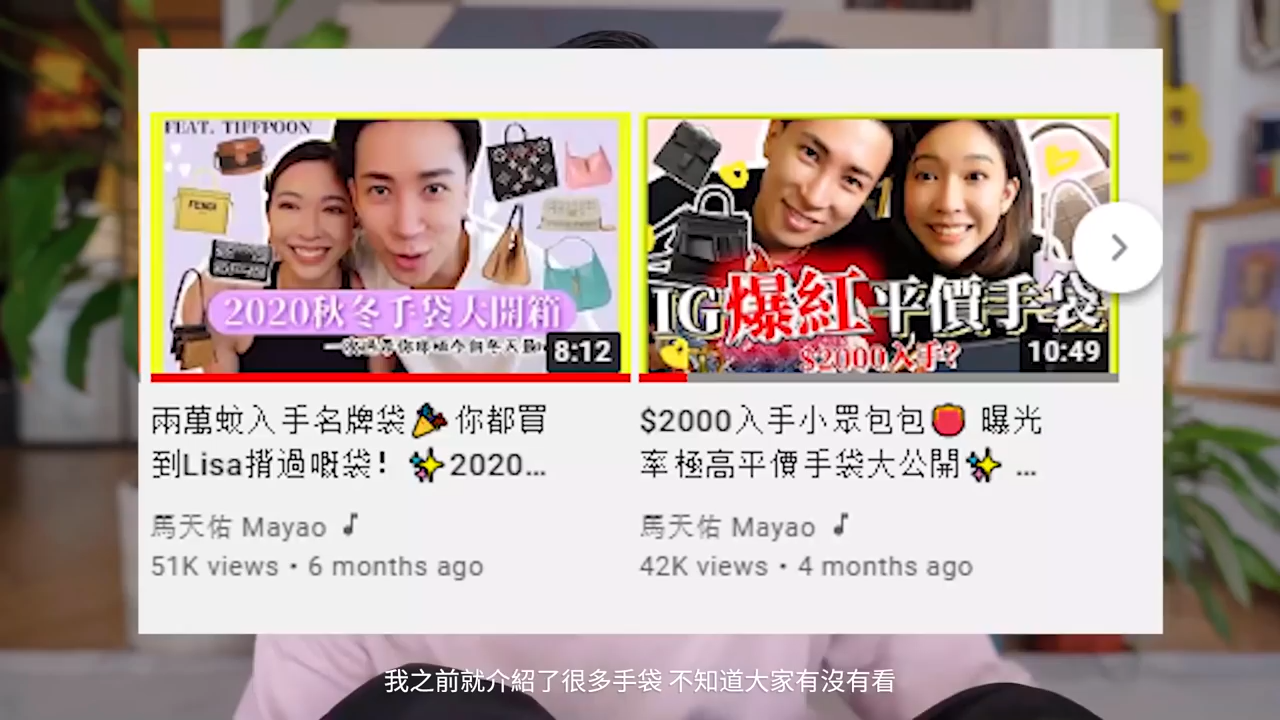 FEAT. TIFFPOON
FENDI
2020秋冬手袋大開箱
8:12
IG爆紅平價手袋
$2000入手?
10:49
兩萬蚊入手名牌袋🎉 你都買
到Lisa揹過嘅袋! ✨2020...
馬天佑 Mayao ♪
51K views • 6 months ago
$2000入手小眾包包👛 曝光
率極高平價手袋大公開✨ ...
馬天佑 Mayao ♪
42K views • 4 months ago
我之前就介紹了很多手袋 不知道大家有沒有看